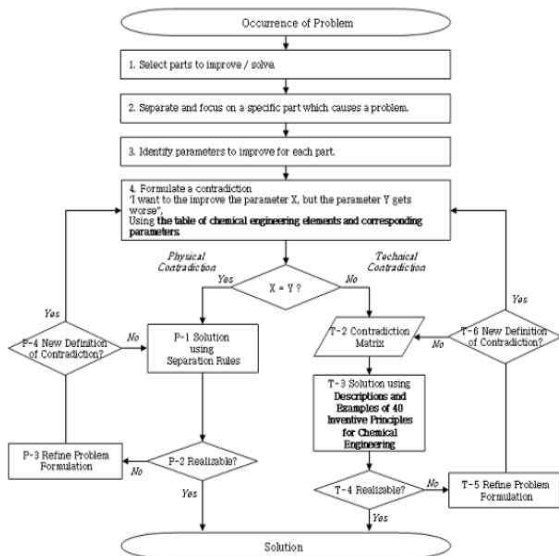 Occurrence of Problem
1. Select parts to improve / solve.
2. Separate and focus on a specific part which causes a problem.
3. Identify parameters to improve for each part.
4. Formulate a contradiction
"I want to the improve the parameter X, but the parameter Y gets
worse",
Using the table of chemical engineering elements and corresponding
parameters.
Physical
Contradiction
Technical
Contradiction
Yes
X = Y ?
No
Yes
Yes
P-4 New Definition
of Contradiction?
No
P-1 Solution
using
Separation Rules
T-2 Contradiction
Matrix
No
T-6 New Definition
of Contradiction?
T-3 Solution using
Descriptions and
Examples of 40
Inventive Principles
for Chemical
Engineering
P-3 Refine Problem
Formulation
No
P-2 Realizable?
Yes
T-4 Realizable?
No
T-5 Refine Problem
Formulation
Yes
Solution